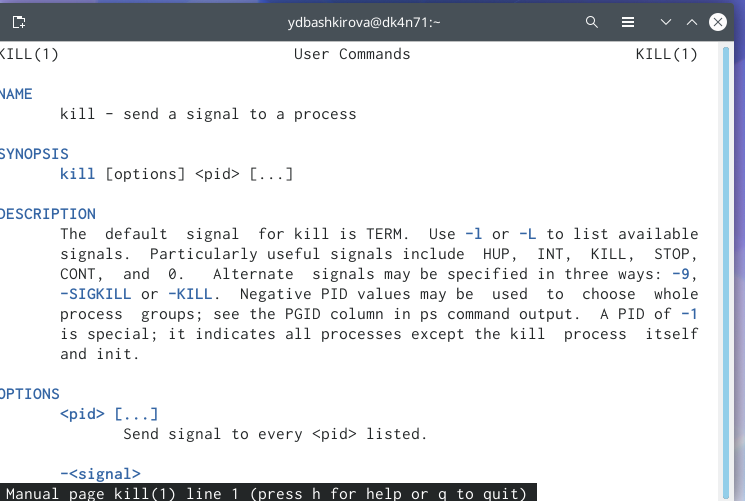 ydbashkirova@dk4n71:~
KILL(1) User Commands KILL(1)
NAME
kill - send a signal to a process
SYNOPSIS
kill [options] <pid> [...]
DESCRIPTION
The default signal for kill is TERM. Use -l or -L to list available
signals. Particularly useful signals include HUP, INT, KILL, STOP,
CONT, and 0. Alternate signals may be specified in three ways: -9,
-SIGKILL or -KILL. Negative PID values may be used to choose whole
process groups; see the PGID column in ps command output. A PID of -1
is special; it indicates all processes except the kill process itself
and init.
OPTIONS
<pid> [...]
Send signal to every <pid> listed.
-<signal>
Manual page kill(1) line 1 (press h for help or q to quit)